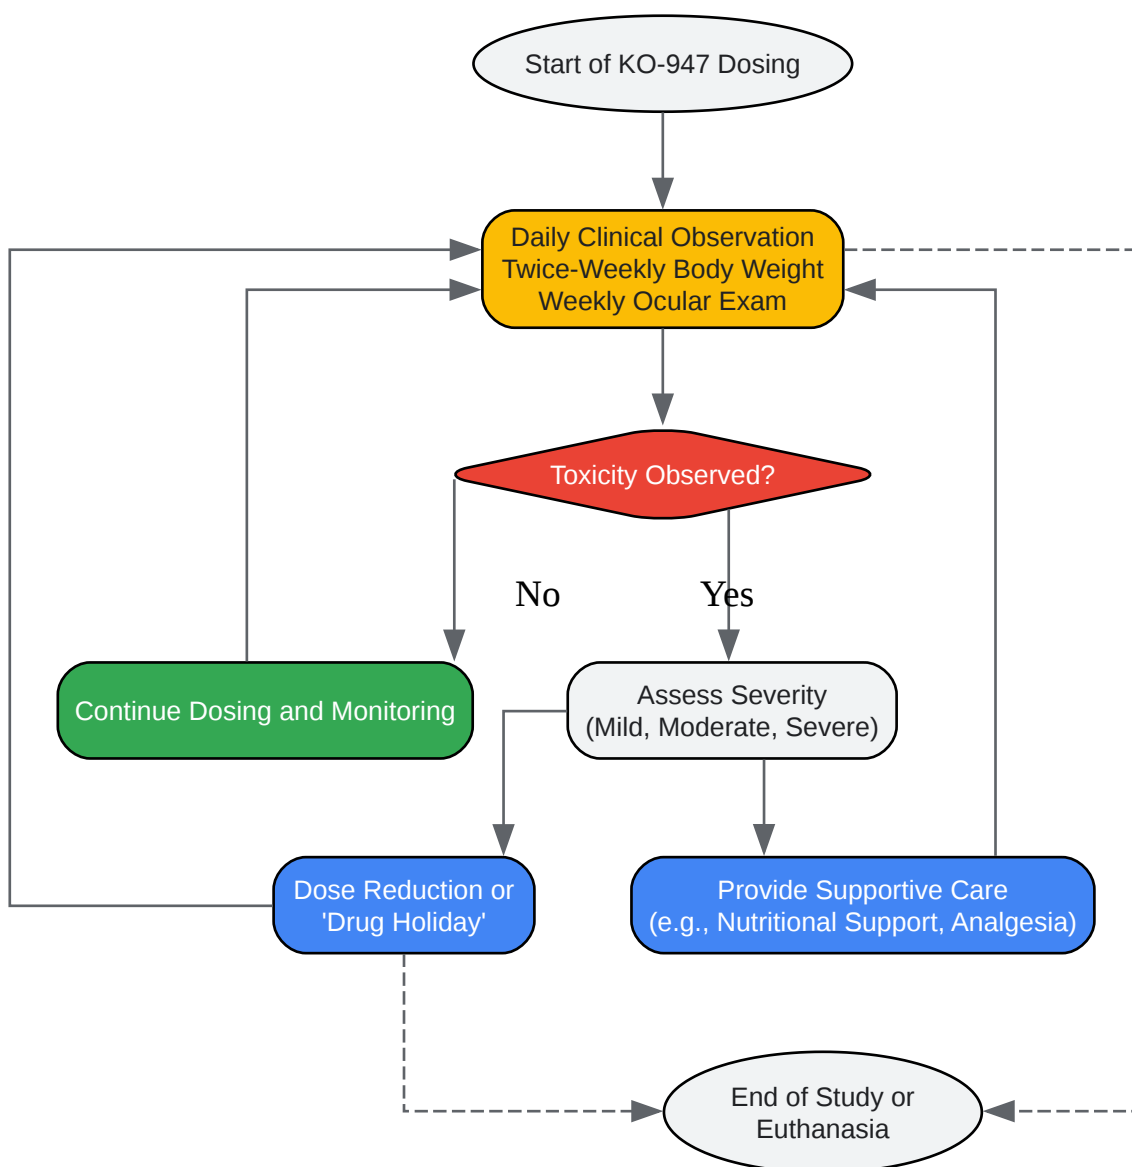 Start of KO-947 Dosing
Daily Clinical Observation
Twice-Weekly Body Weight
Weekly Ocular Exam
Toxicity Observed?
No
Yes
Continue Dosing and Monitoring
Assess Severity
(Mild, Moderate, Severe)
Dose Reduction or
'Drug Holiday'
Provide Supportive Care
(e.g., Nutritional Support, Analgesia)
End of Study or
Euthanasia